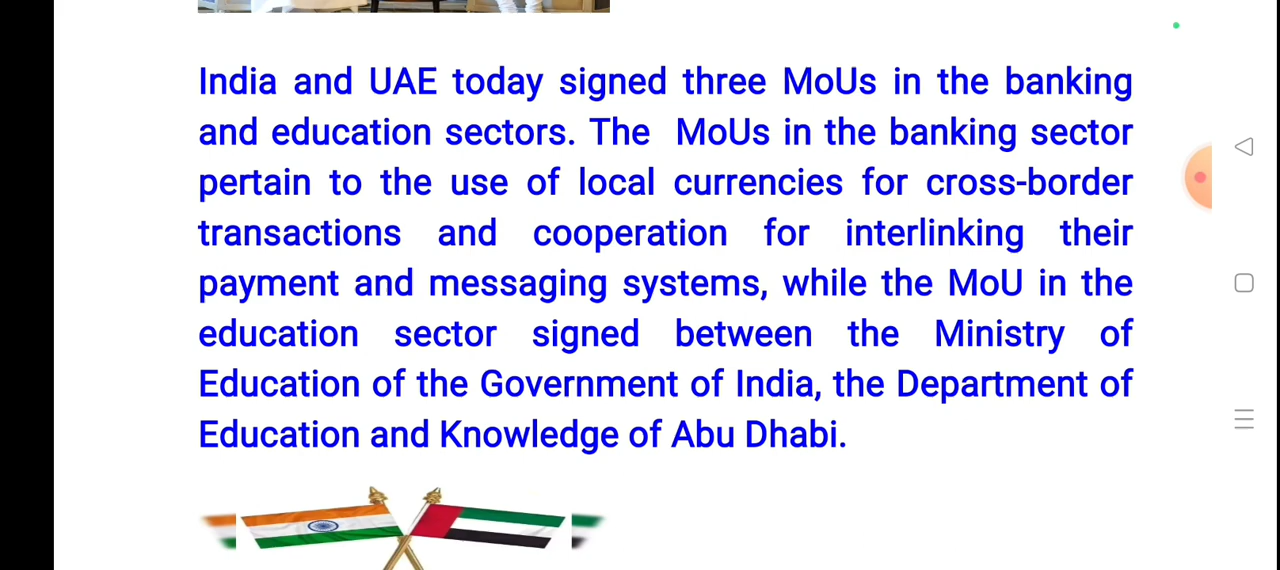 India and UAE today signed three MoUs in the banking
and education sectors. The MoUs in the banking sector
pertain to the use of local currencies for cross-border
transactions and cooperation for interlinking their
payment and messaging systems, while the MoU in the
education sector signed between the Ministry of
Education of the Government of India, the Department of
Education and Knowledge of Abu Dhabi.